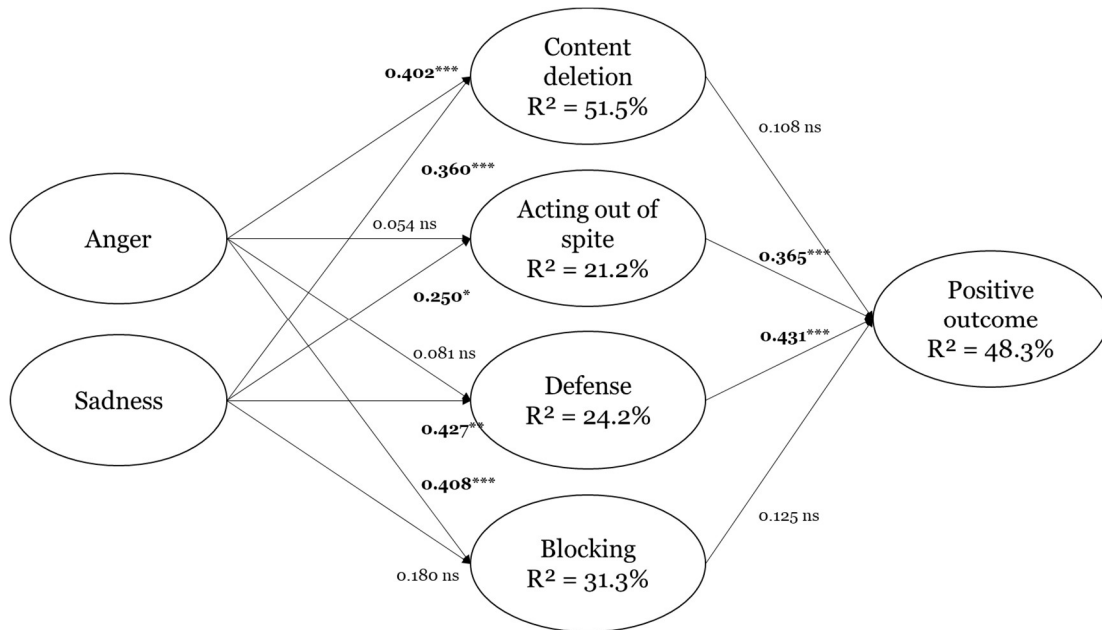 Content
deletion
R² = 51.5%
0.402***
0.108 ns
0.360***
Anger
0.054 ns
Acting out of
spite
R² = 21.2%
0.365***
0.250*
Positive
outcome
R² = 48.3%
0.431***
0.081 ns
Sadness
Defense
R² = 24.2%
0.427**
0.408***
0.125 ns
Blocking
R² = 31.3%
0.180 ns